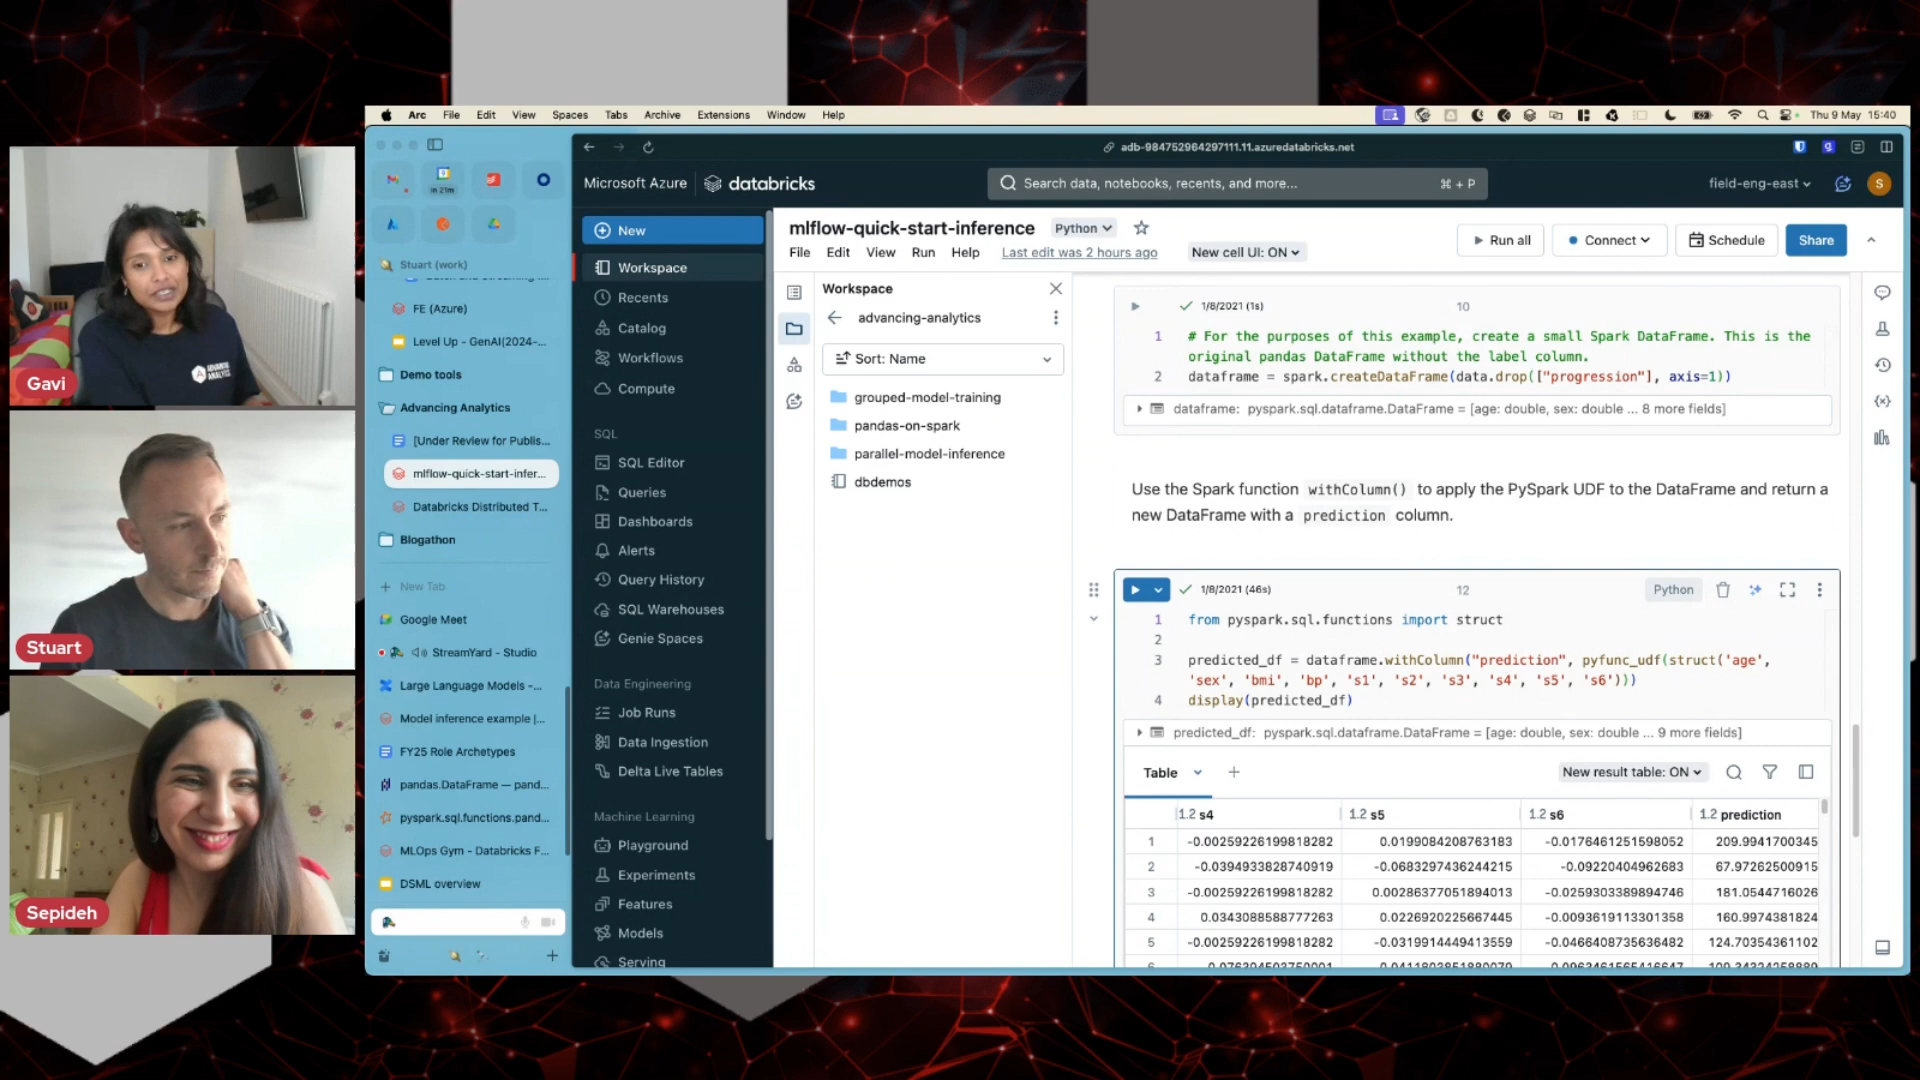 Arc File Edit View Spaces Tabs Archive Extensions Window Help
Thu 9 May 15:40
adb-984752964297111.11.azuredatabricks.net
in 21m
Stuart (work)
FE (Azure)
Level Up - GenAI(2024-...
Demo tools
Advancing Analytics
[Under Review for Publis...
mlflow-quick-start-infer...
Databricks Distributed T...
Blogathon
New Tab
Google Meet
StreamYard - Studio
Large Language Models -...
Model inference example |...
FY25 Role Archetypes
pandas.DataFrame — pand...
pyspark.sql.functions.pand...
MLOps Gym - Databricks F...
DSML overview
Gavi
ADVANCING
ANALYTICS
Stuart
Sepideh
Microsoft Azure databricks
Search data, notebooks, recents, and more... ⌘ + P
field-eng-east
S
New
Workspace
Recents
Catalog
Workflows
Compute
SQL
SQL Editor
Queries
Dashboards
Alerts
Query History
SQL Warehouses
Genie Spaces
Data Engineering
Job Runs
Data Ingestion
Delta Live Tables
Machine Learning
Playground
Experiments
Features
Models
Serving
mlflow-quick-start-inference Python
File Edit View Run Help Last edit was 2 hours ago New cell UI: ON
Run all Connect Schedule Share
Workspace
advancing-analytics
Sort: Name
grouped-model-training
pandas-on-spark
parallel-model-inference
dbdemos
1/8/2021 (1s) 10
1 # For the purposes of this example, create a small Spark DataFrame. This is the
original pandas DataFrame without the label column.
2 dataframe = spark.createDataFrame(data.drop(["progression"], axis=1))
dataframe: pyspark.sql.dataframe.DataFrame = [age: double, sex: double ... 8 more fields]
Use the Spark function withColumn() to apply the PySpark UDF to the DataFrame and return a
new DataFrame with a prediction column.
1/8/2021 (46s) 12 Python
1 from pyspark.sql.functions import struct
2
3 predicted_df = dataframe.withColumn("prediction", pyfunc_udf(struct('age',
'sex', 'bmi', 'bp', 's1', 's2', 's3', 's4', 's5', 's6')))
4 display(predicted_df)
predicted_df: pyspark.sql.dataframe.DataFrame = [age: double, sex: double ... 9 more fields]
Table New result table: ON
1.2 s4 1.2 s5 1.2 s6 1.2 prediction
1 -0.00259226199818282 0.0199084208763183 -0.0176461251598052 209.9941700345
2 -0.0394933828740919 -0.0683297436244215 -0.09220404962683 67.97262500915
3 -0.00259226199818282 0.00286377051894013 -0.0259303389894746 181.0544716026
4 0.0343088588777263 0.0226920225667445 -0.0093619113301358 160.9974381824
5 -0.00259226199818282 -0.0319914449413559 -0.0466408735636482 124.70354361102